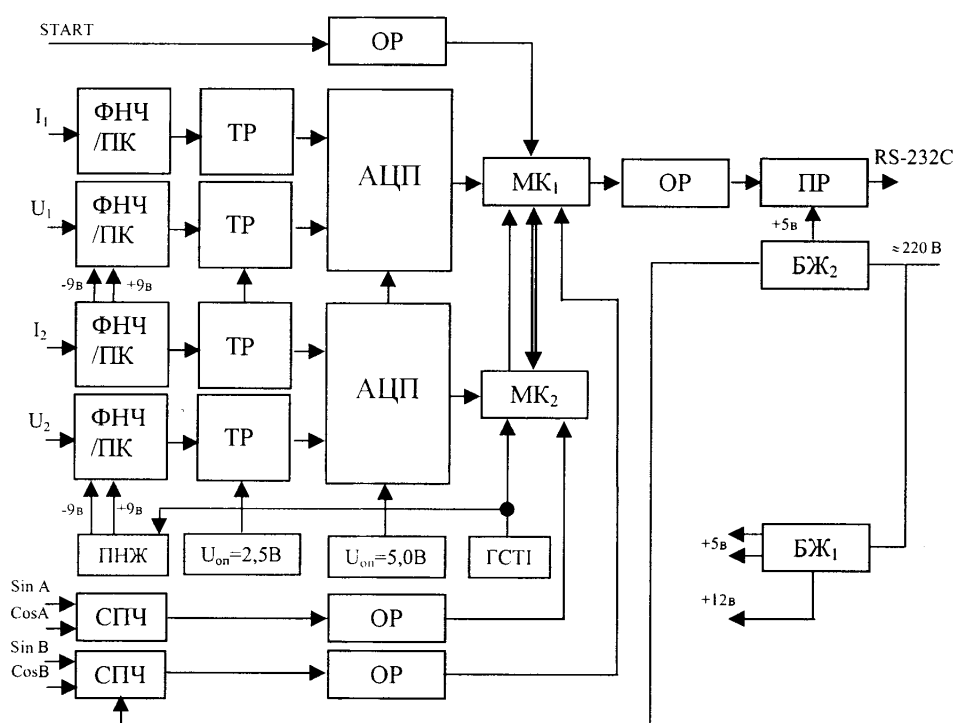 START
ОР
I₁
ФНЧ
/ПК
ТР
АЦП
U₁
ФНЧ
/ПК
ТР
МК₁
ОР
ПР
RS-232C
+5в
БЖ₂
≈220 В
-9в
+9в
I₂
ФНЧ
/ПК
ТР
АЦП
МК₂
U₂
ФНЧ
/ПК
ТР
-9в
+9в
ПНЖ
Uоп=2,5В
Uоп=5,0В
ГСТІ
+5в
БЖ₁
+12в
Sin A
CosA
СПЧ
ОР
Sin B
CosB
СПЧ
ОР